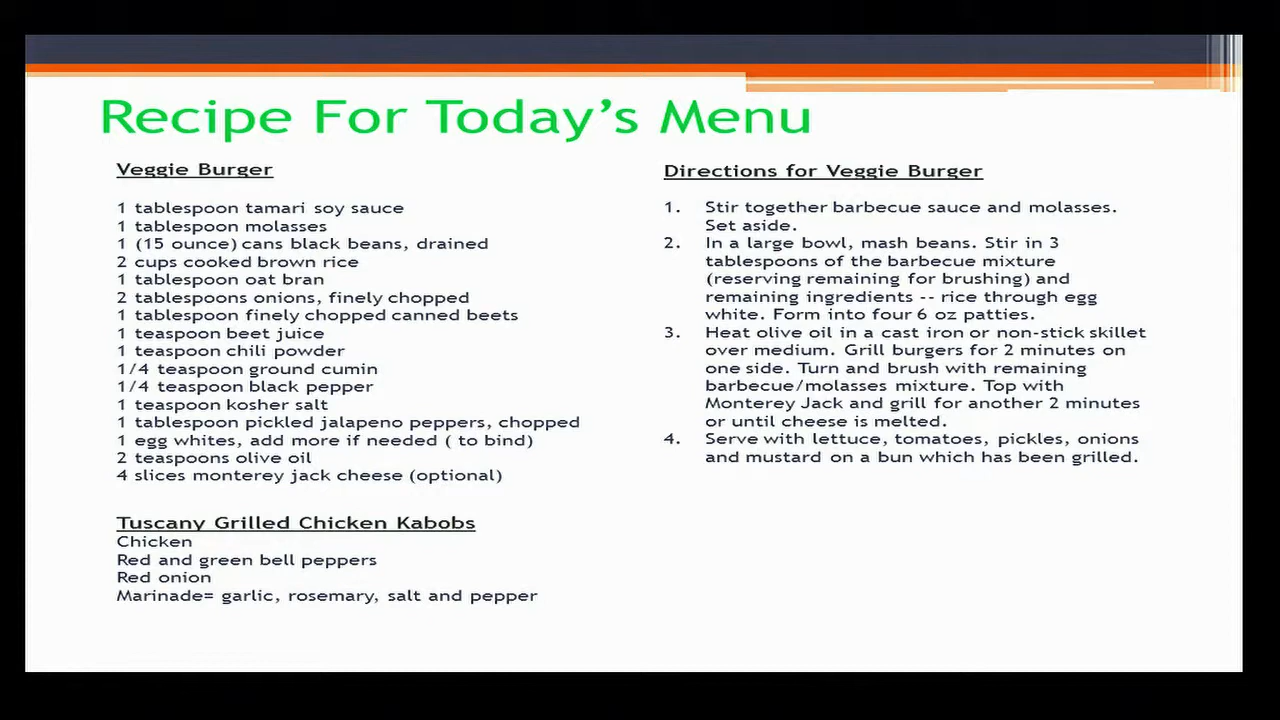 Recipe For Today's Menu
Veggie Burger
1 tablespoon tamari soy sauce
1 tablespoon molasses
1 (15 ounce) cans black beans, drained
2 cups cooked brown rice
1 tablespoon oat bran
2 tablespoons onions, finely chopped
1 tablespoon finely chopped canned beets
1 teaspoon beet juice
1 teaspoon chili powder
1/4 teaspoon ground cumin
1/4 teaspoon black pepper
1 teaspoon kosher salt
1 tablespoon pickled jalapeno peppers, chopped
1 egg whites, add more if needed ( to bind)
2 teaspoons olive oil
4 slices monterey jack cheese (optional)
Tuscany Grilled Chicken Kabobs
Chicken
Red and green bell peppers
Red onion
Marinade= garlic, rosemary, salt and pepper
Directions for Veggie Burger
1. Stir together barbecue sauce and molasses.
Set aside.
2. In a large bowl, mash beans. Stir in 3
tablespoons of the barbecue mixture
(reserving remaining for brushing) and
remaining ingredients -- rice through egg
white. Form into four 6 oz patties.
3. Heat olive oil in a cast iron or non-stick skillet
over medium. Grill burgers for 2 minutes on
one side. Turn and brush with remaining
barbecue/molasses mixture. Top with
Monterey Jack and grill for another 2 minutes
or until cheese is melted.
4. Serve with lettuce, tomatoes, pickles, onions
and mustard on a bun which has been grilled.